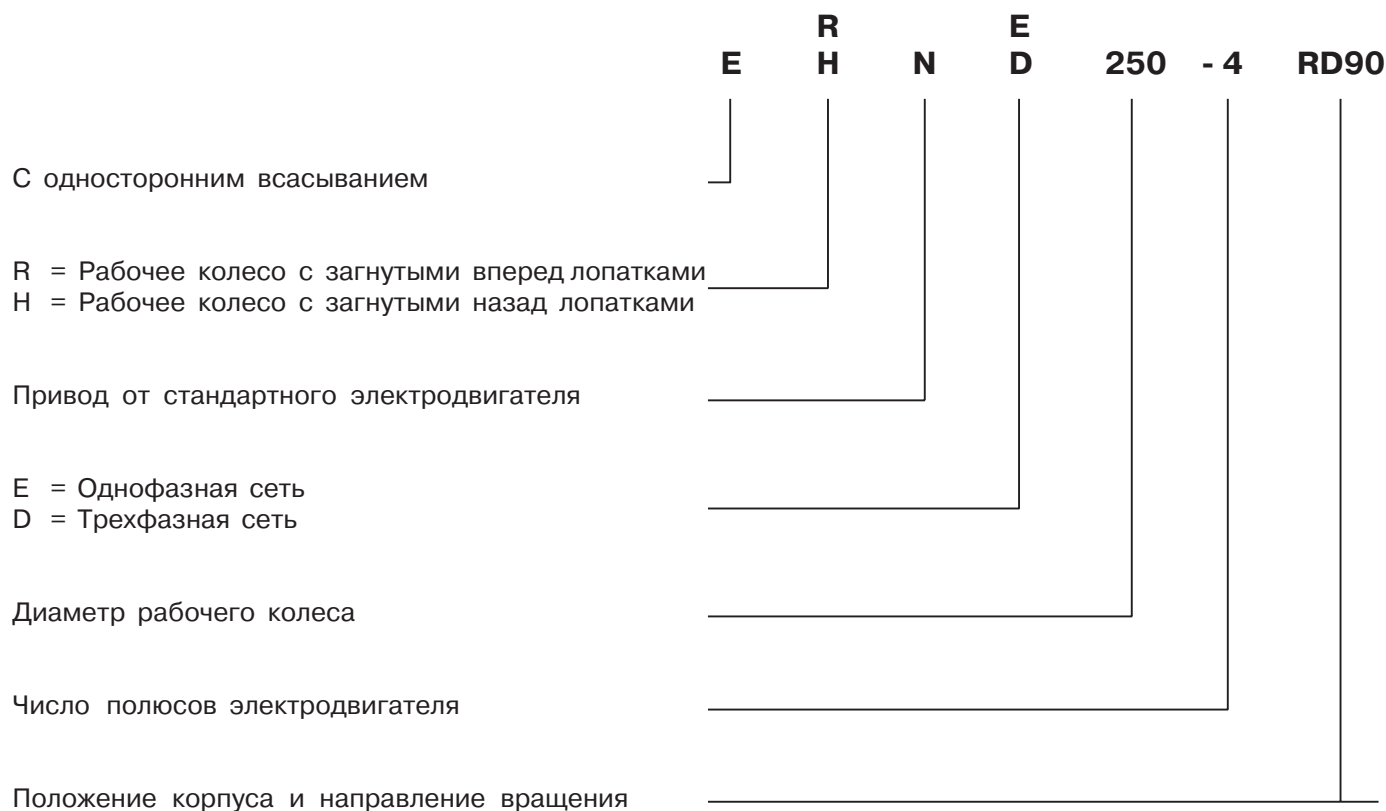 R E
E H N D 250 - 4 RD90
С односторонним всасыванием
R = Рабочее колесо с загнутыми вперед лопатками
H = Рабочее колесо с загнутыми назад лопатками
Привод от стандартного электродвигателя
E = Однофазная сеть
D = Трехфазная сеть
Диаметр рабочего колеса
Число полюсов электродвигателя
Положение корпуса и направление вращения